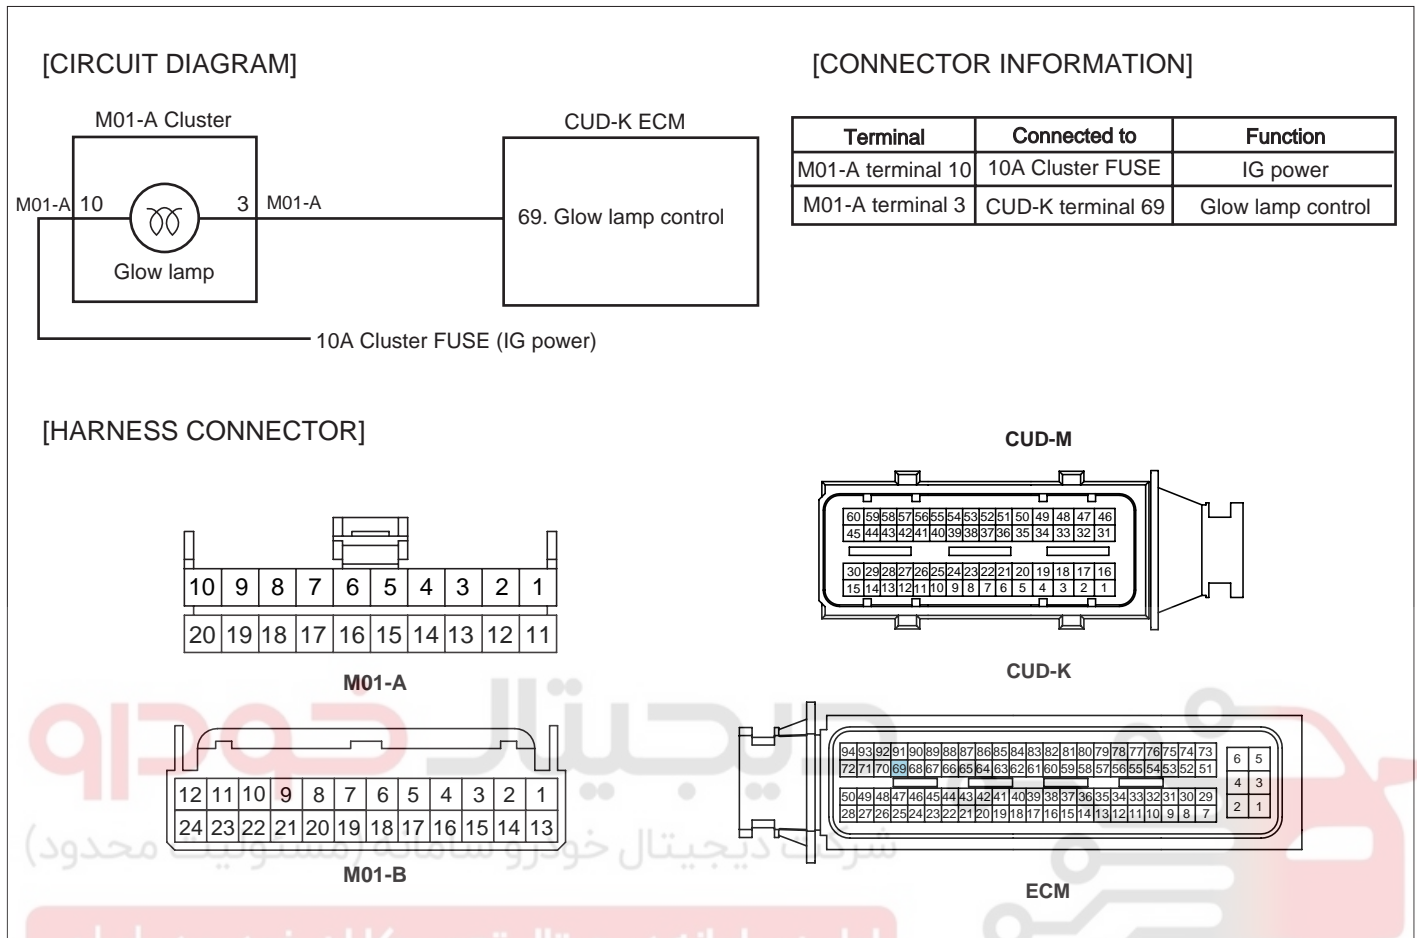 [CIRCUIT DIAGRAM]
[CONNECTOR INFORMATION]
M01-A Cluster
CUD-K ECM
M01-A 10 3 M01-A
Glow lamp
69. Glow lamp control
10A Cluster FUSE (IG power)
Terminal Connected to Function
M01-A terminal 10 10A Cluster FUSE IG power
M01-A terminal 3 CUD-K terminal 69 Glow lamp control
[HARNESS CONNECTOR]
10 9 8 7 6 5 4 3 2 1
20 19 18 17 16 15 14 13 12 11
M01-A
12 11 10 9 8 7 6 5 4 3 2 1
24 23 22 21 20 19 18 17 16 15 14 13
M01-B
CUD-M
60 59 58 57 56 55 54 53 52 51 50 49 48 47 46
45 44 43 42 41 40 39 38 37 36 35 34 33 32 31
30 29 28 27 26 25 24 23 22 21 20 19 18 17 16
15 14 13 12 11 10 9 8 7 6 5 4 3 2 1
CUD-K
94 93 92 91 90 89 88 87 86 85 84 83 82 81 80 79 78 77 76 75 74 73
72 71 70 69 68 67 66 65 64 63 62 61 60 59 58 57 56 55 54 53 52 51
50 49 48 47 46 45 44 43 42 41 40 39 38 37 36 35 34 33 32 31 30 29
28 27 26 25 24 23 22 21 20 19 18 17 16 15 14 13 12 11 10 9 8 7
6 5
4 3
2 1
ECM
دیجیتال خودرو
شرکت دیجیتال خودرو سامانه (مسئولیت محدود)